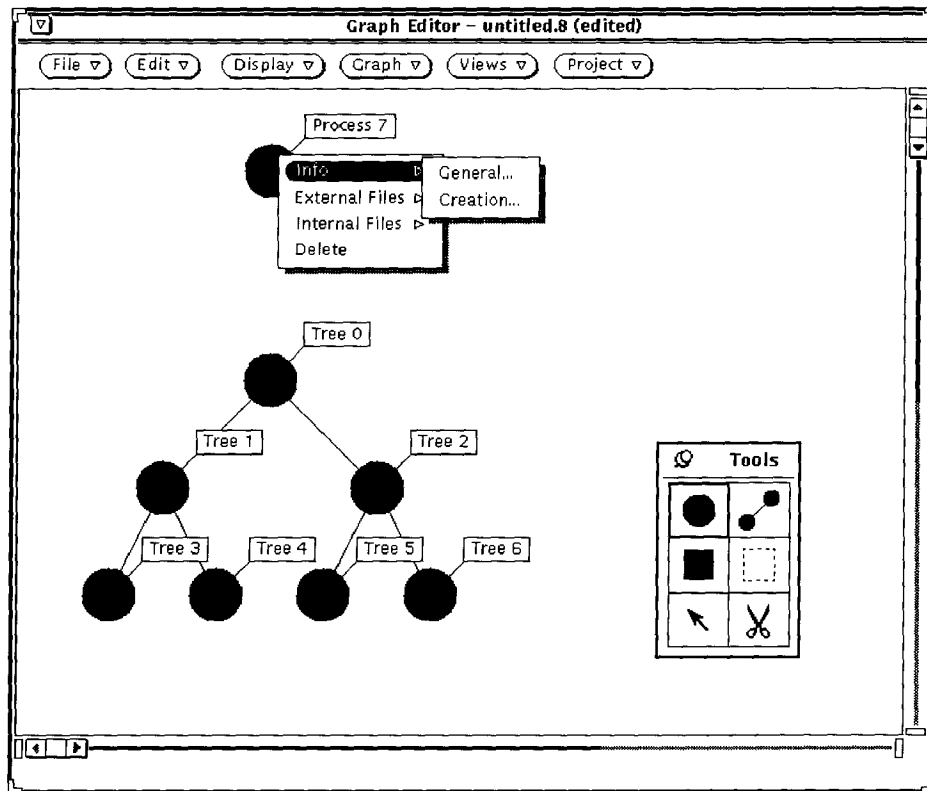 Graph Editor – untitled.8 (edited)
File Edit Display Graph Views Project
Process 7
Info
General...
External Files
Creation...
Internal Files
Delete
Tree 0
Tree 1
Tree 2
Tools
Tree 3
Tree 4
Tree 5
Tree 6